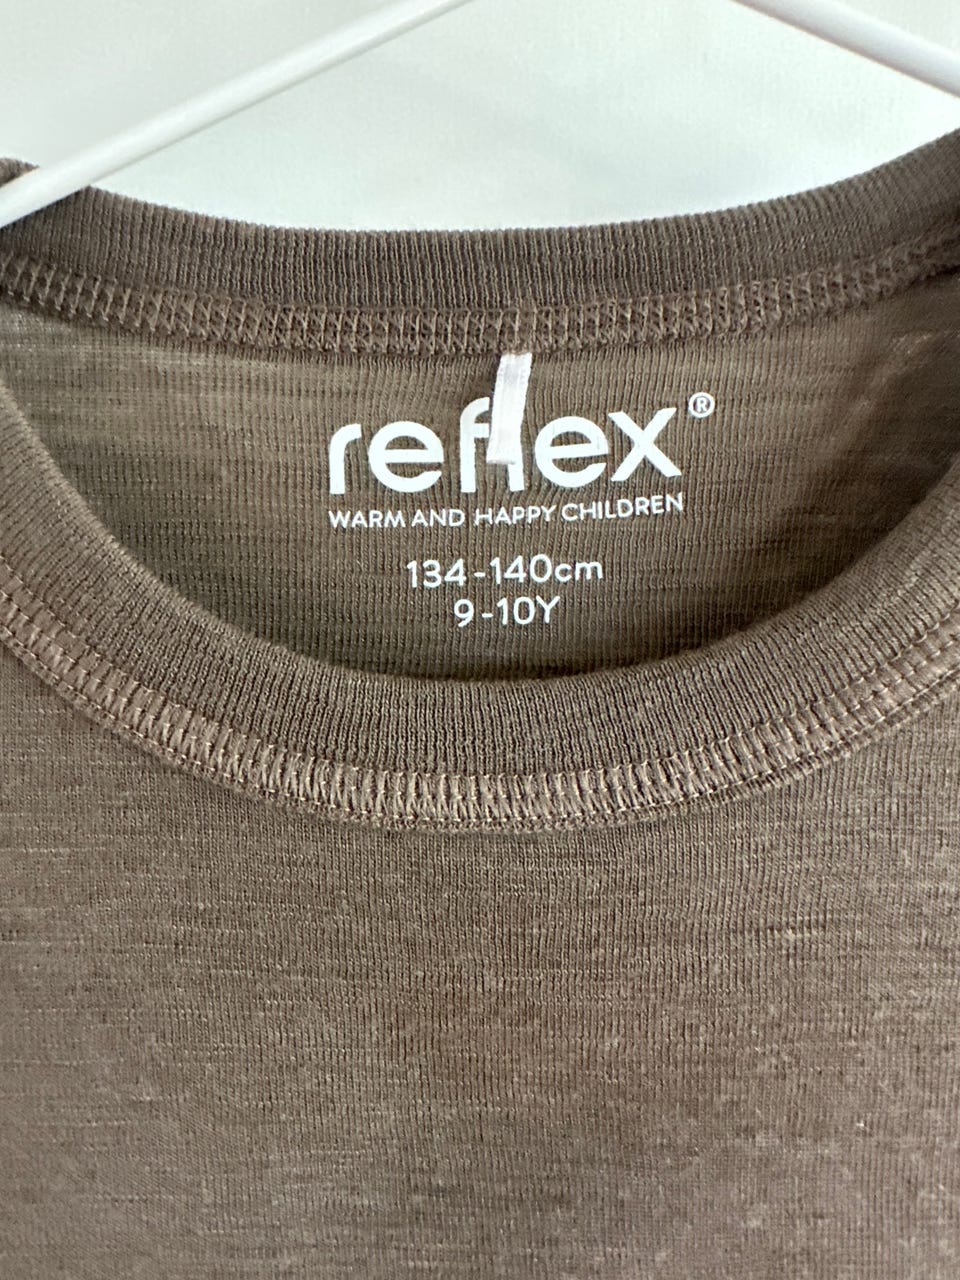 reflex®
WARM AND HAPPY CHILDREN
134-140cm
9-10Y